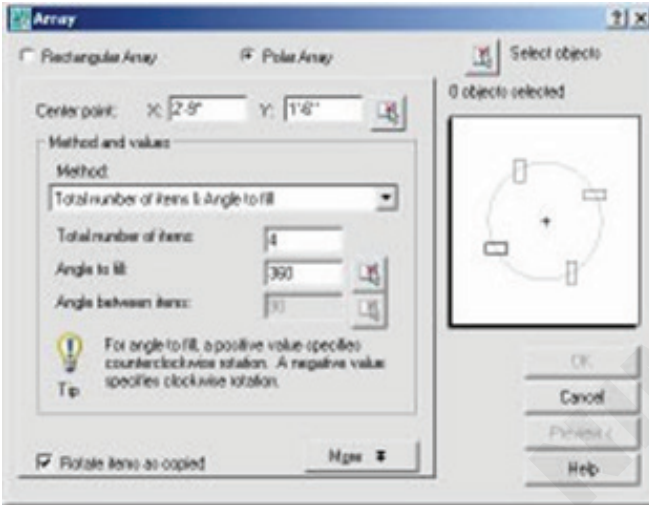 Array
Rectangular Array
Polar Array
Select objects
0 objects selected
Center point: X: 2'-9" Y: 1'-6"
Method and values
Method:
Total number of items & Angle to fill
Total number of items: 4
Angle to fill: 360
Angle between items: 90
For angle to fill, a positive value specifies
counterclockwise rotation. A negative value
specifies clockwise rotation.
Tip
OK
Cancel
Preview <
Help
Rotate items as copied
More